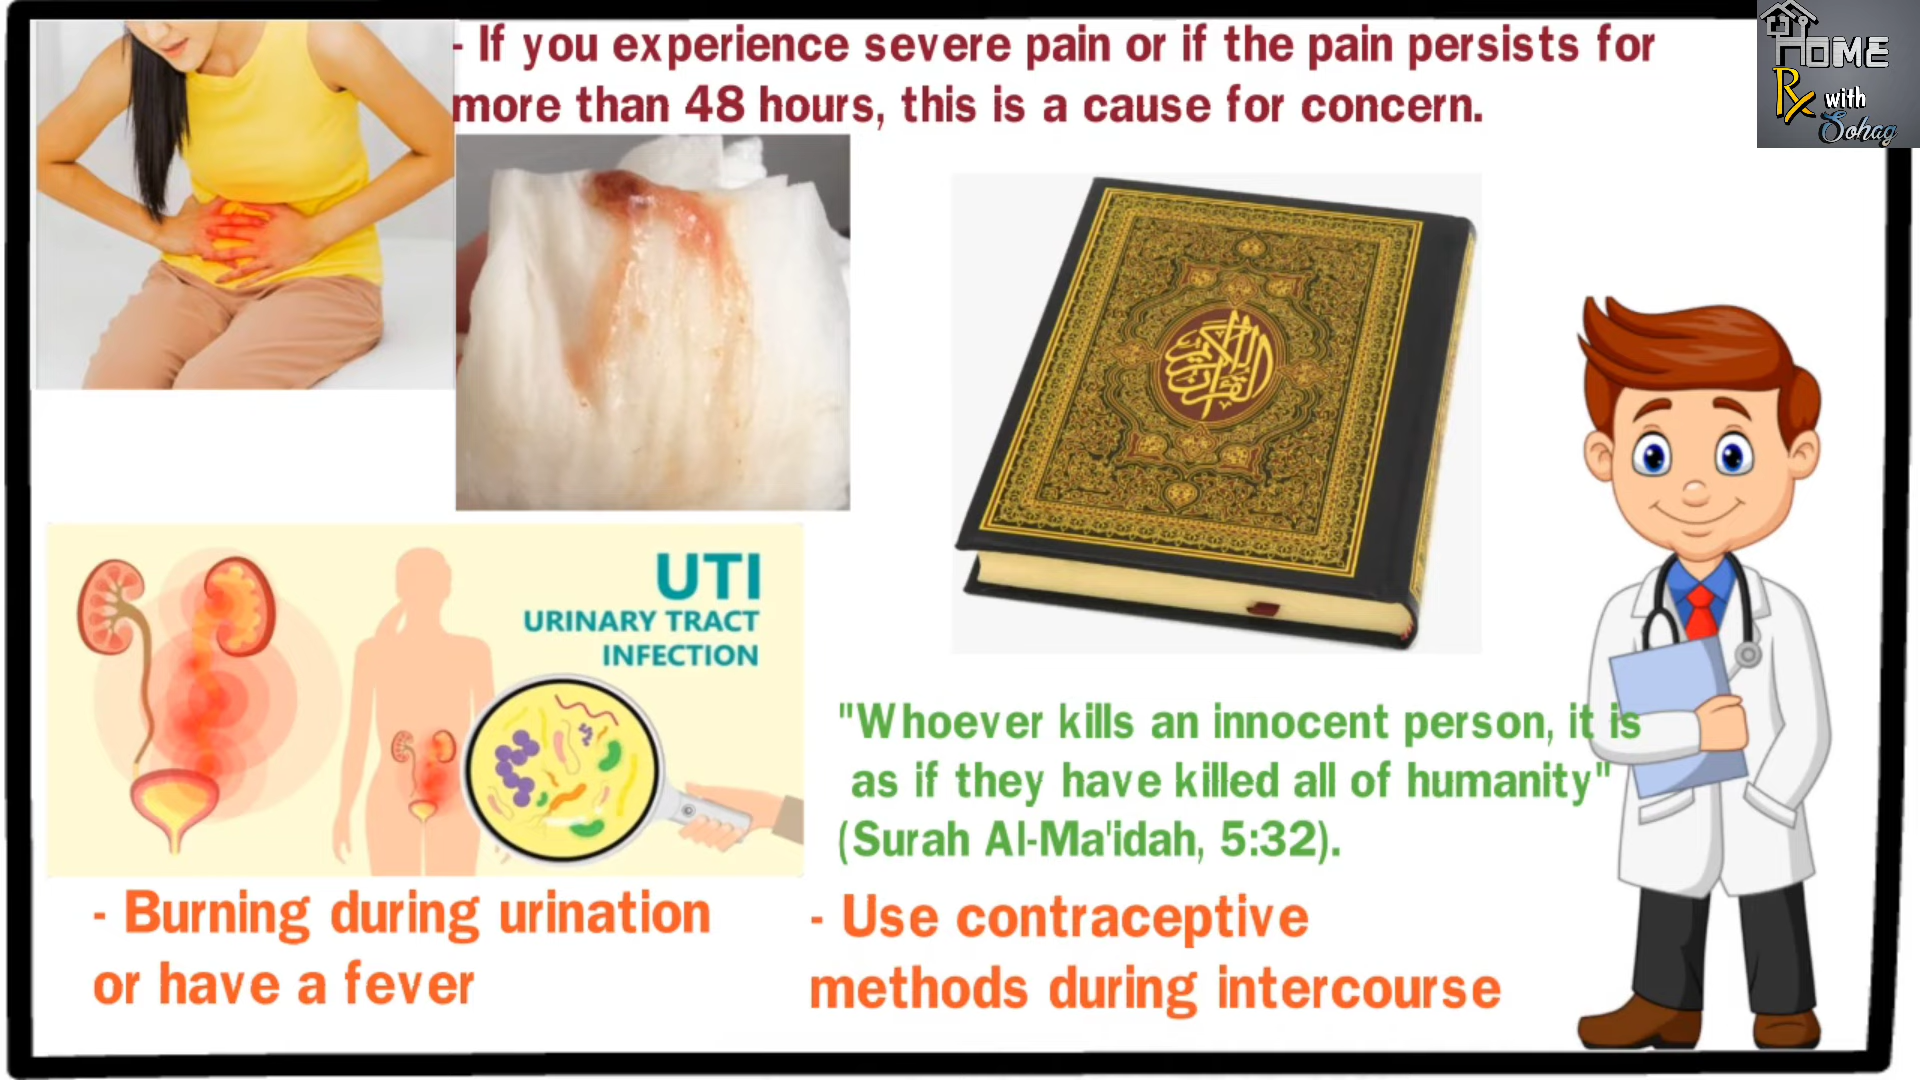 - If you experience severe pain or if the pain persists for
more than 48 hours, this is a cause for concern.
HOME
Rx with
Sohag
القرآن الكريم
UTI
URINARY TRACT
INFECTION
"Whoever kills an innocent person, it is
as if they have killed all of humanity"
(Surah Al-Ma'idah, 5:32).
- Burning during urination
or have a fever
- Use contraceptive
methods during intercourse